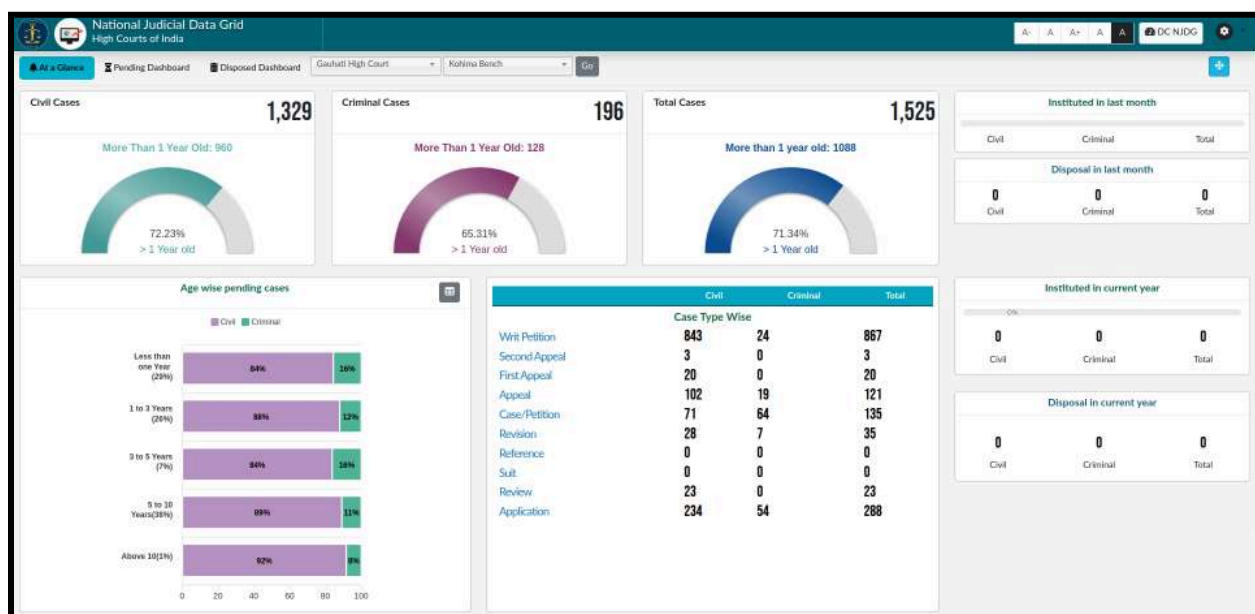 National Judicial Data Grid
High Courts of India
A- A A+ A A DC NJDG
At a Glance Pending Dashboard Disposed Dashboard Gauhati High Court Kohima Bench Go
Civil Cases 1,329
More Than 1 Year Old: 960
72.23%
> 1 Year old
Criminal Cases 196
More Than 1 Year Old: 128
65.31%
> 1 Year old
Total Cases 1,525
More than 1 year old: 1088
71.34%
> 1 Year old
Instituted in last month
Civil Criminal Total
Disposal in last month
0 0 0
Civil Criminal Total
Age wise pending cases
Civil Criminal
Less than
one Year
(29%)
84% 16%
1 to 3 Years
(26%)
88% 12%
3 to 5 Years
(7%)
84% 16%
5 to 10
Years(38%)
89% 11%
Above 10(1%)
92% 8%
0 20 40 60 80 100
Civil Criminal Total
Case Type Wise
Writ Petition 843 24 867
Second Appeal 3 0 3
First Appeal 20 0 20
Appeal 102 19 121
Case/Petition 71 64 135
Revision 28 7 35
Reference 0 0 0
Suit 0 0 0
Review 23 0 23
Application 234 54 288
Instituted in current year
0%
0 0 0
Civil Criminal Total
Disposal in current year
0 0 0
Civil Criminal Total